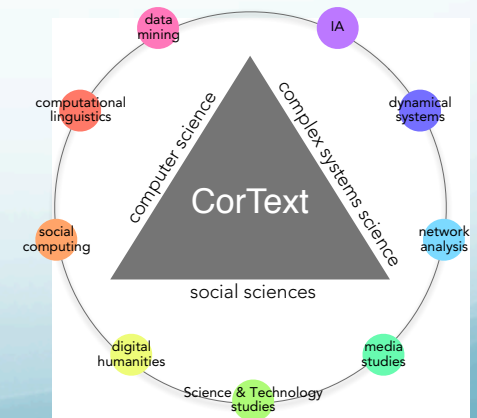 data
mining
IA
computational
linguistics
dynamical
systems
computer science
complex systems science
CorText
social
computing
network
analysis
social sciences
digital
humanities
media
studies
Science & Technology
studies